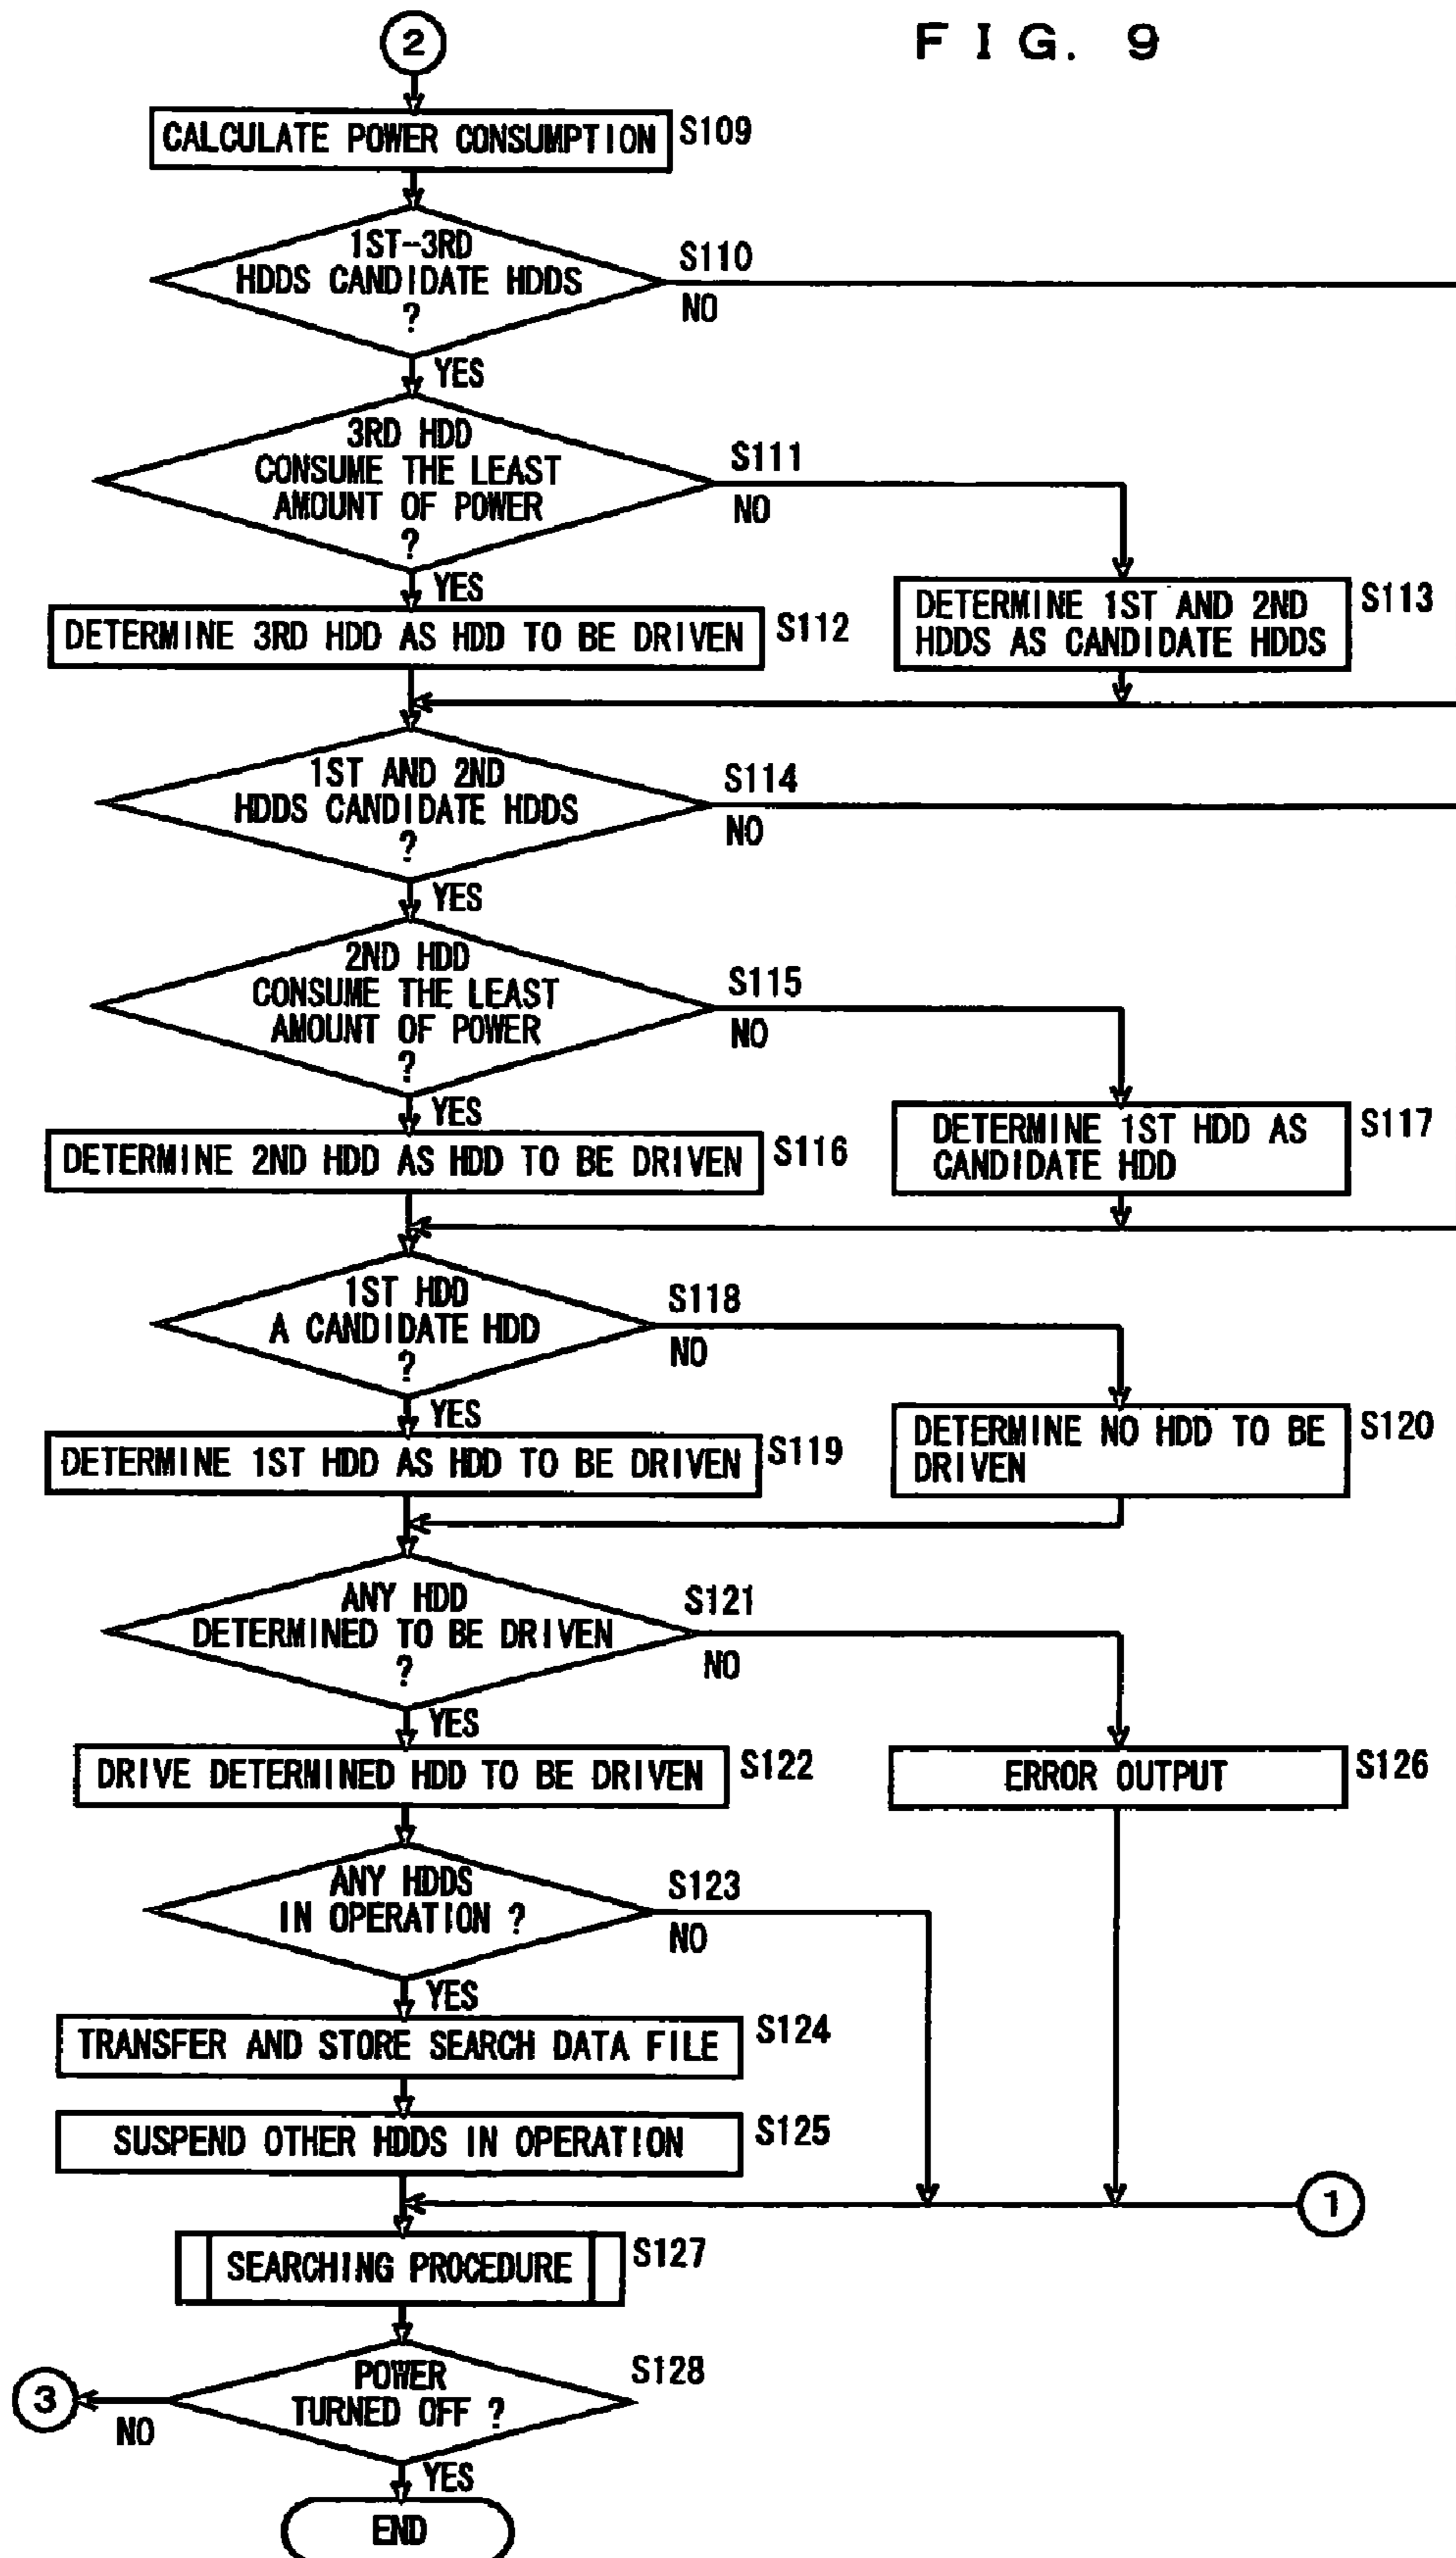 FIG. 9
2
CALCULATE POWER CONSUMPTION
S109
1ST-3RD
HDDS CANDIDATE HDDS
?
S110
NO
YES
3RD HDD
CONSUME THE LEAST
AMOUNT OF POWER
?
S111
NO
YES
DETERMINE 3RD HDD AS HDD TO BE DRIVEN
S112
DETERMINE 1ST AND 2ND
HDDS AS CANDIDATE HDDS
S113
1ST AND 2ND
HDDS CANDIDATE HDDS
?
S114
NO
YES
2ND HDD
CONSUME THE LEAST
AMOUNT OF POWER
?
S115
NO
YES
DETERMINE 2ND HDD AS HDD TO BE DRIVEN
S116
DETERMINE 1ST HDD AS
CANDIDATE HDD
S117
1ST HDD
A CANDIDATE HDD
?
S118
NO
YES
DETERMINE 1ST HDD AS HDD TO BE DRIVEN
S119
DETERMINE NO HDD TO BE
DRIVEN
S120
ANY HDD
DETERMINED TO BE DRIVEN
?
S121
NO
YES
DRIVE DETERMINED HDD TO BE DRIVEN
S122
ERROR OUTPUT
S126
ANY HDDS
IN OPERATION ?
S123
NO
YES
TRANSFER AND STORE SEARCH DATA FILE
S124
SUSPEND OTHER HDDS IN OPERATION
S125
1
SEARCHING PROCEDURE
S127
POWER
TURNED OFF ?
S128
3
NO
YES
END